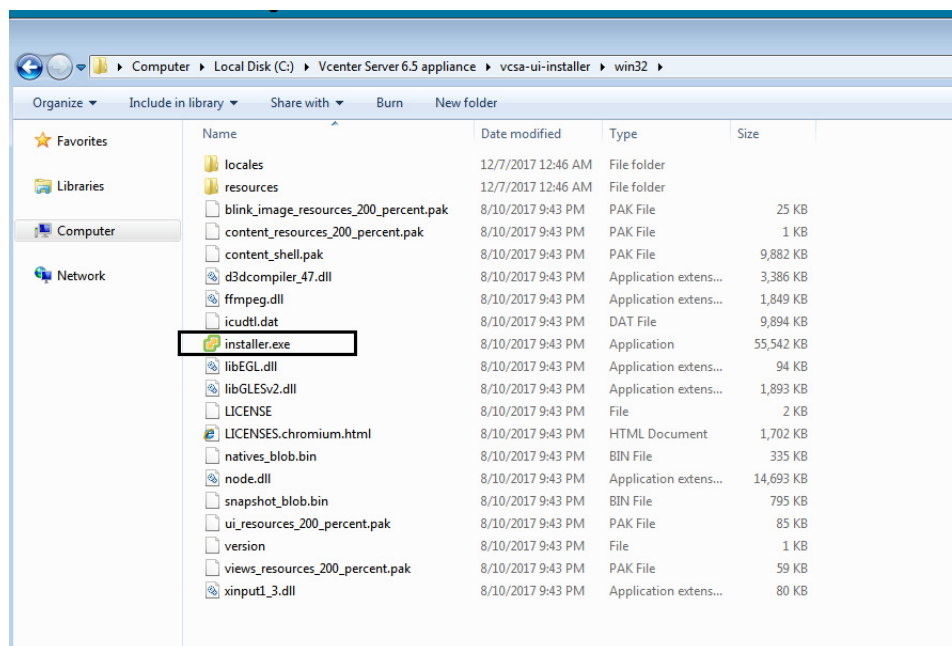 Computer Local Disk (C:) Vcenter Server 6.5 appliance vcsa-ui-installer win32
Organize Include in library Share with Burn New folder
Favorites
Libraries
Computer
Network
Name Date modified Type Size
locales 12/7/2017 12:46 AM File folder
resources 12/7/2017 12:46 AM File folder
blink_image_resources_200_percent.pak 8/10/2017 9:43 PM PAK File 25 KB
content_resources_200_percent.pak 8/10/2017 9:43 PM PAK File 1 KB
content_shell.pak 8/10/2017 9:43 PM PAK File 9,882 KB
d3dcompiler_47.dll 8/10/2017 9:43 PM Application extens... 3,386 KB
ffmpeg.dll 8/10/2017 9:43 PM Application extens... 1,849 KB
icudtl.dat 8/10/2017 9:43 PM DAT File 9,894 KB
installer.exe 8/10/2017 9:43 PM Application 55,542 KB
libEGL.dll 8/10/2017 9:43 PM Application extens... 94 KB
libGLESv2.dll 8/10/2017 9:43 PM Application extens... 1,893 KB
LICENSE 8/10/2017 9:43 PM File 2 KB
LICENSES.chromium.html 8/10/2017 9:43 PM HTML Document 1,702 KB
natives_blob.bin 8/10/2017 9:43 PM BIN File 335 KB
node.dll 8/10/2017 9:43 PM Application extens... 14,693 KB
snapshot_blob.bin 8/10/2017 9:43 PM BIN File 795 KB
ui_resources_200_percent.pak 8/10/2017 9:43 PM PAK File 85 KB
version 8/10/2017 9:43 PM File 1 KB
views_resources_200_percent.pak 8/10/2017 9:43 PM PAK File 59 KB
xinput1_3.dll 8/10/2017 9:43 PM Application extens... 80 KB